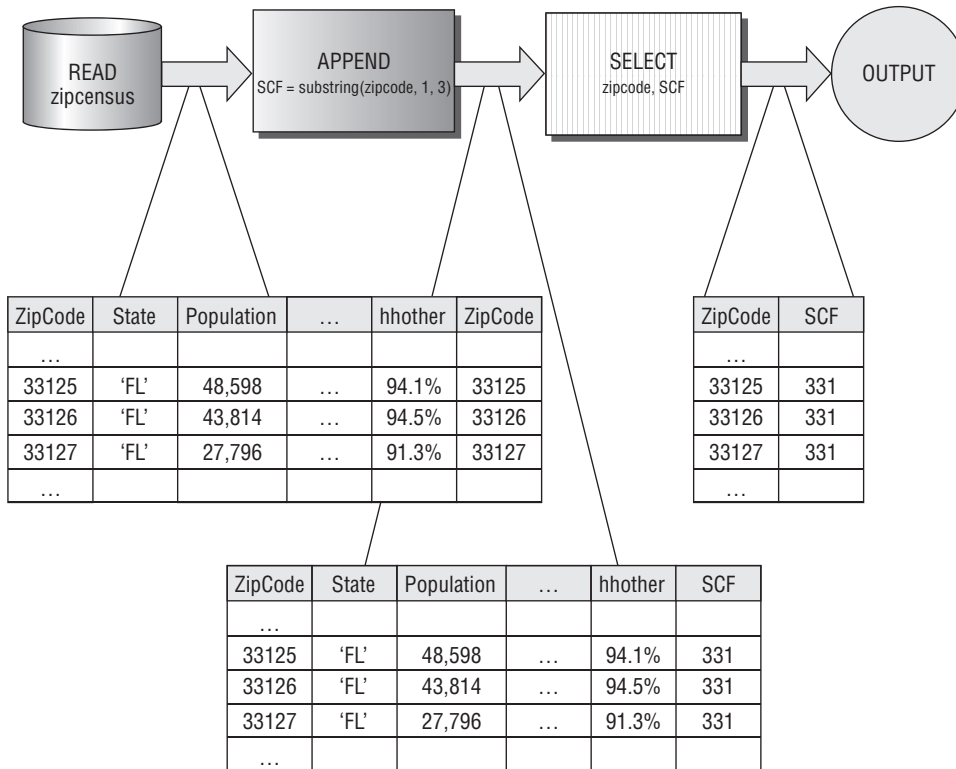 READ
zipcensus
APPEND
SCF = substring(zipcode, 1, 3)
SELECT
zipcode, SCF
OUTPUT
ZipCode State Population … hhother ZipCode
…
33125 ‘FL’ 48,598 … 94.1% 33125
33126 ‘FL’ 43,814 … 94.5% 33126
33127 ‘FL’ 27,796 … 91.3% 33127
…
ZipCode SCF
…
33125 331
33126 331
33127 331
…
ZipCode State Population … hhother SCF
…
33125 ‘FL’ 48,598 … 94.1% 331
33126 ‘FL’ 43,814 … 94.5% 331
33127 ‘FL’ 27,796 … 91.3% 331
…